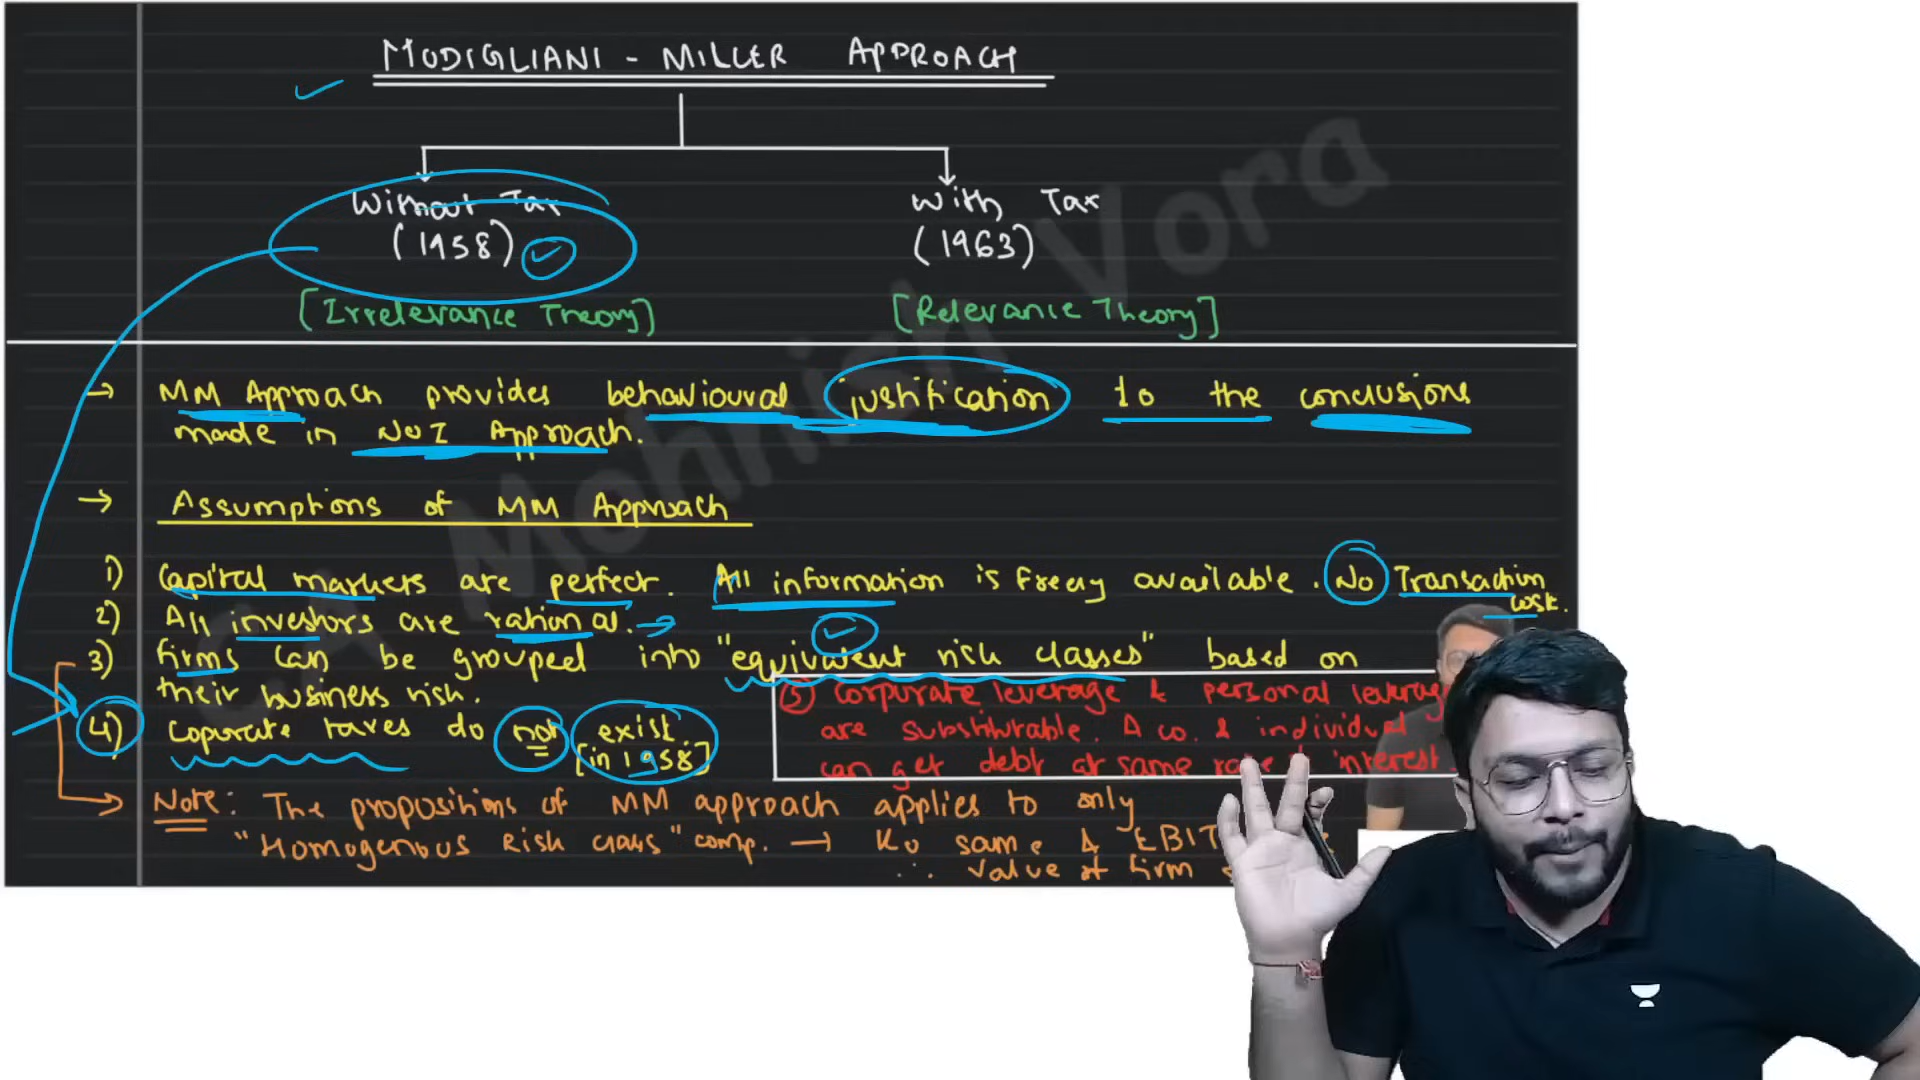 MODIGLIANI - MILLER APPROACH
Without Tax
(1958)
[Irrelevance Theory]
With Tax
(1963)
[Relevance Theory]
→ MM Approach provides behavioural justification to the conclusions
made in NOI Approach.
→ Assumptions of MM Approach
1) Capital markets are perfect. All information is freely available. No Transaction
cost.
2) All investors are rational. →
3) firms can be grouped into "equivalent risk classes" based on
their business risk.
4) Coporate taxes do not exist.
[in 1958]
5) Corporate leverage & personal leverag
are substitutable. A co. & individual
can get debt at same rate interest
Note: The propositions of MM approach applies to only
"Homogenous Risk class" comp. → Ko same & EBIT
∴ Value of firm
CA Mohnish Vora